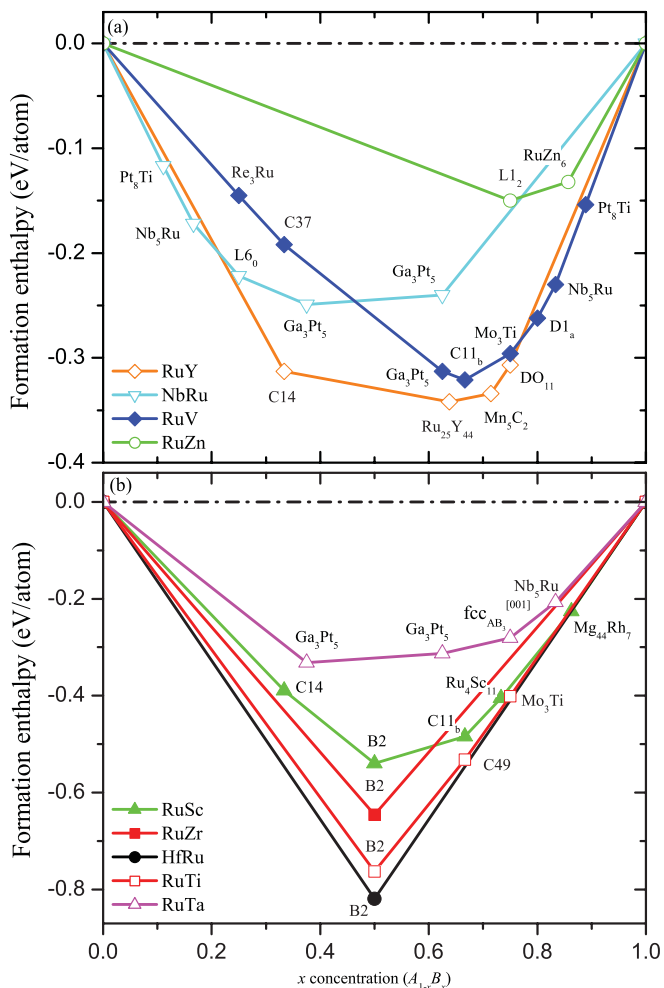 (a)
0.0
-0.1
-0.2
-0.3
-0.4
Formation enthalpy (eV/atom)
Pt8Ti
Nb5Ru
L60
Ga3Pt5
Re3Ru
C37
C14
Ga3Pt5
Ga3Pt5
C11b
Mo3Ti
Ru25Y44
Mn5C2
DO11
D1a
Nb5Ru
Pt8Ti
L12
RuZn6
RuY
NbRu
RuV
RuZn
(b)
0.0
-0.2
-0.4
-0.6
-0.8
Formation enthalpy (eV/atom)
Ga3Pt5
C14
B2
B2
B2
B2
Ga3Pt5
fccAB3[001]
Nb5Ru
Mg44Rh7
Ru4Sc11
Mo3Ti
C11b
C49
RuSc
RuZr
HfRu
RuTi
RuTa
0.0 0.2 0.4 0.6 0.8 1.0
x concentration (A1-xBx)